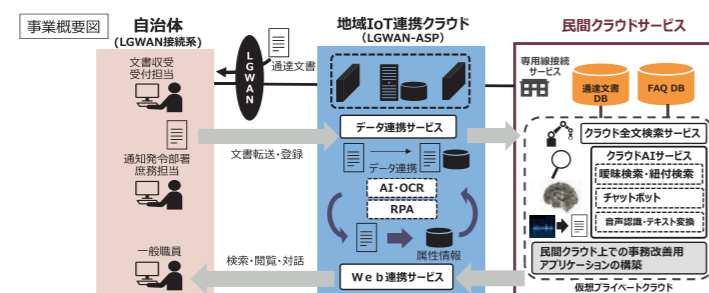 事業概要図
自治体
(LGWAN接続系)
文書収受
受付担当
通知発令部署
庶務担当
一般職員
LGWAN
通達文書
文書転送・登録
検索・閲覧・対話
地域IoT連携クラウド
(LGWAN-ASP)
データ連携サービス
データ連携
AI・OCR
RPA
属性情報
Web連携サービス
民間クラウドサービス
専用線接続
サービス
通達文書
DB
FAQ DB
クラウド全文検索サービス
クラウドAIサービス
曖昧検索・紐付検索
チャットボット
音声認識・テキスト変換
民間クラウド上での事務改善用
アプリケーションの構築
仮想プライベートクラウド